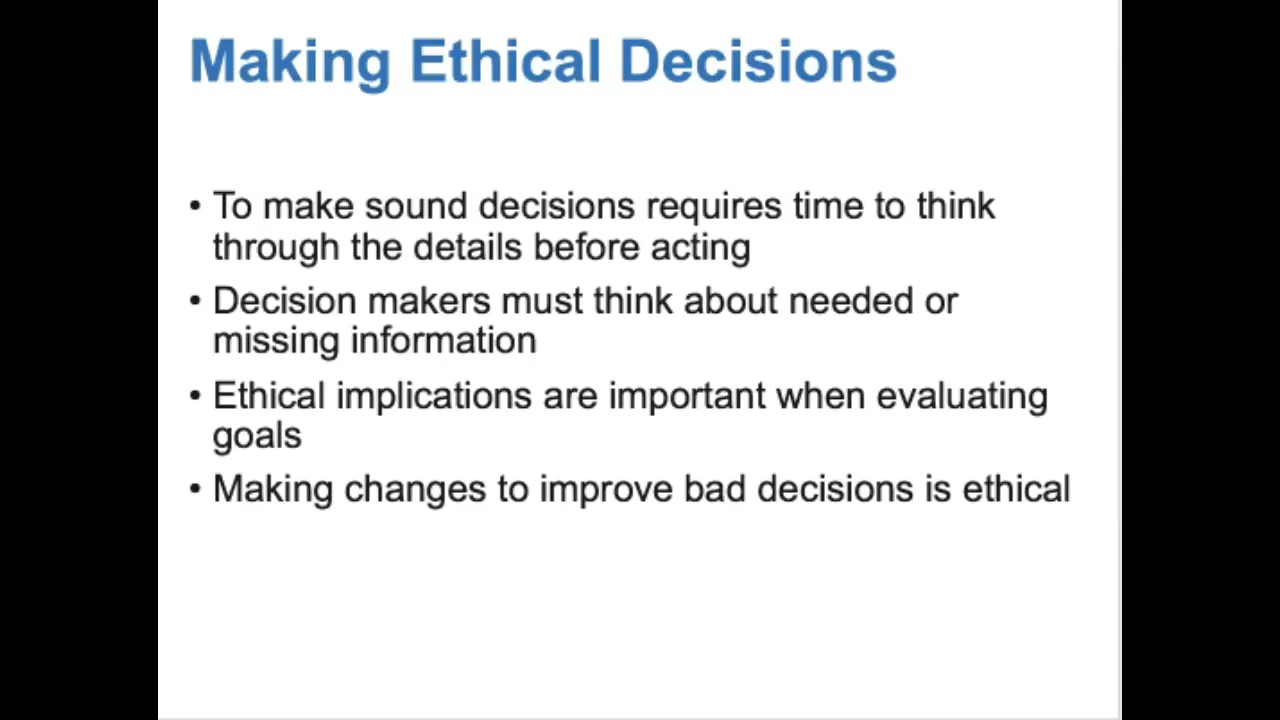 Making Ethical Decisions
• To make sound decisions requires time to think
through the details before acting
• Decision makers must think about needed or
missing information
• Ethical implications are important when evaluating
goals
• Making changes to improve bad decisions is ethical